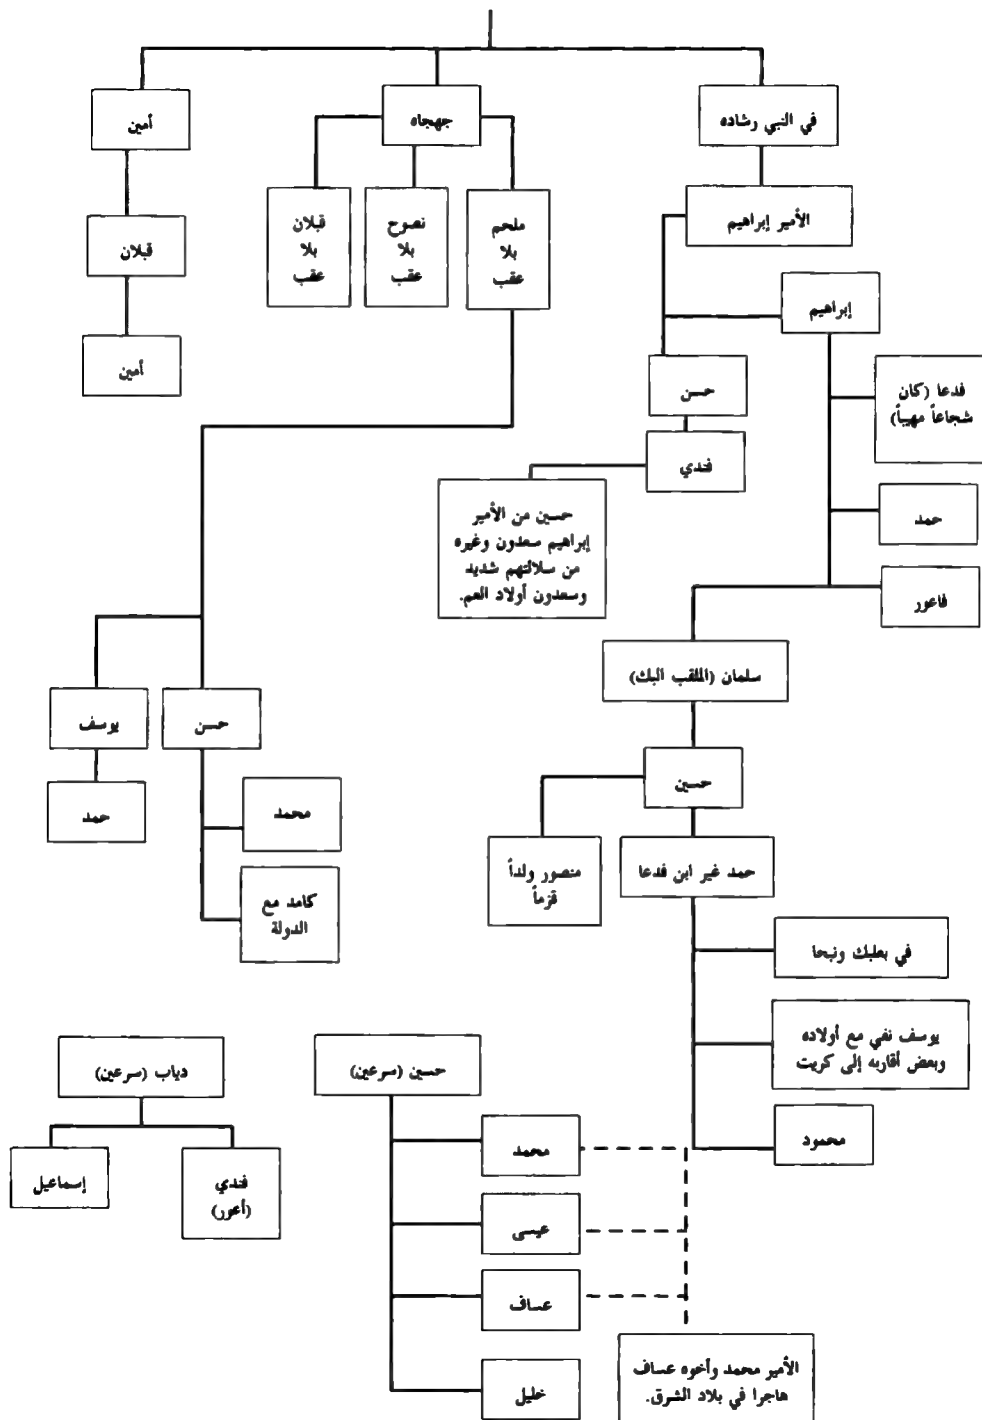 في النبي رشاده
جهجاه
أمين
الأمير إبراهيم
ملحم
بلا
عقب
نصوح
بلا
عقب
قبلان
بلا
عقب
قبلان
إبراهيم
أمين
فدعا (كان
شجاعاً مهيباً)
حسن
فندي
حسين من الأمير
إبراهيم سعدون وغيره
من سلالتهم شديد
وسعدون أولاد العم.
حمد
فاعور
سلمان (الملقب البك)
حسن
يوسف
حسين
محمد
حمد
حمد غير ابن فدعا
منصور ولداً
قزماً
كامد مع
الدولة
في بعلبك ونبحا
يوسف نفي مع أولاده
وبعض أقاربه إلى كريت
محمود
حسين (سرعين)
دياب (سرعين)
محمد
فندي
(أعور)
إسماعيل
عيسى
عساف
خليل
الأمير محمد وأخوه عساف
هاجرا في بلاد الشرق.